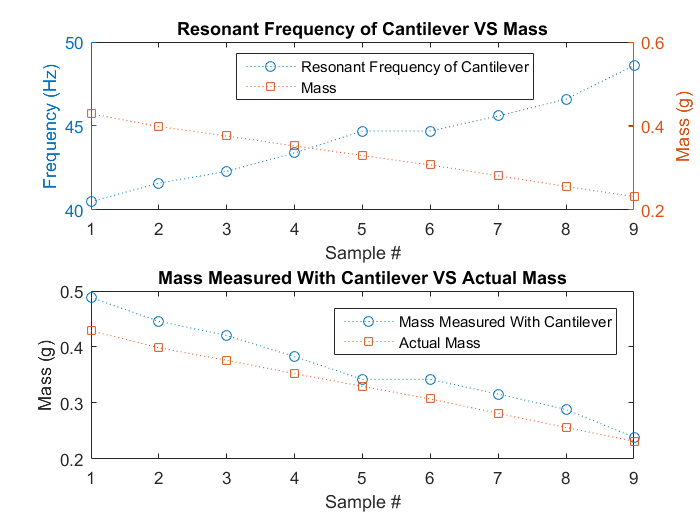 Resonant Frequency of Cantilever VS Mass
50
45
40
Frequency (Hz)
Resonant Frequency of Cantilever
Mass
0.6
0.4
0.2
Mass (g)
1 2 3 4 5 6 7 8 9
Sample #
Mass Measured With Cantilever VS Actual Mass
0.5
0.4
0.3
0.2
Mass (g)
Mass Measured With Cantilever
Actual Mass
1 2 3 4 5 6 7 8 9
Sample #